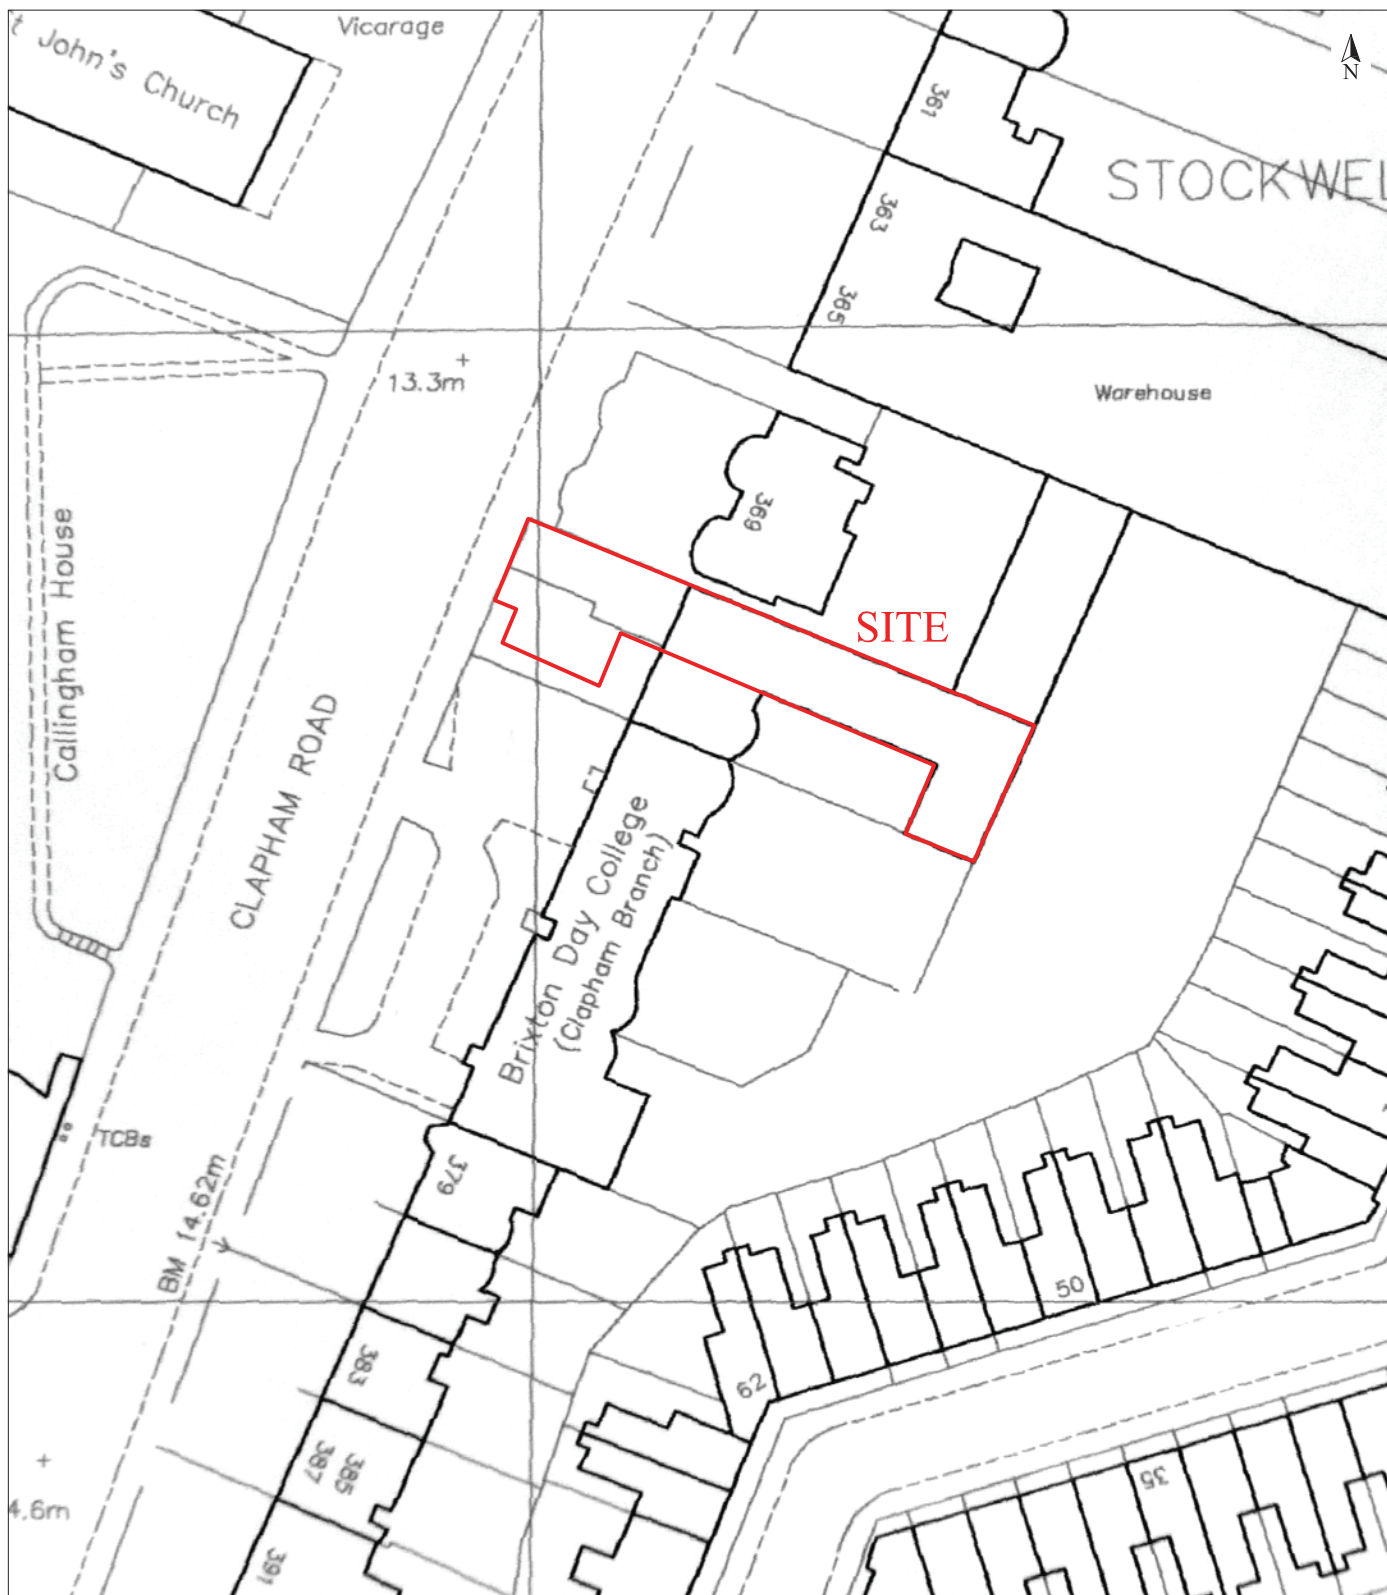 Vicarage
t John's Church
N
361
STOCKWEL
363
365
13.3m
Warehouse
369
Callingham House
SITE
CLAPHAM ROAD
Brixton Day College
(Clapham Branch)
TCBs
379
BM 14.62m
50
383
62
385
387
35
4.6m
391